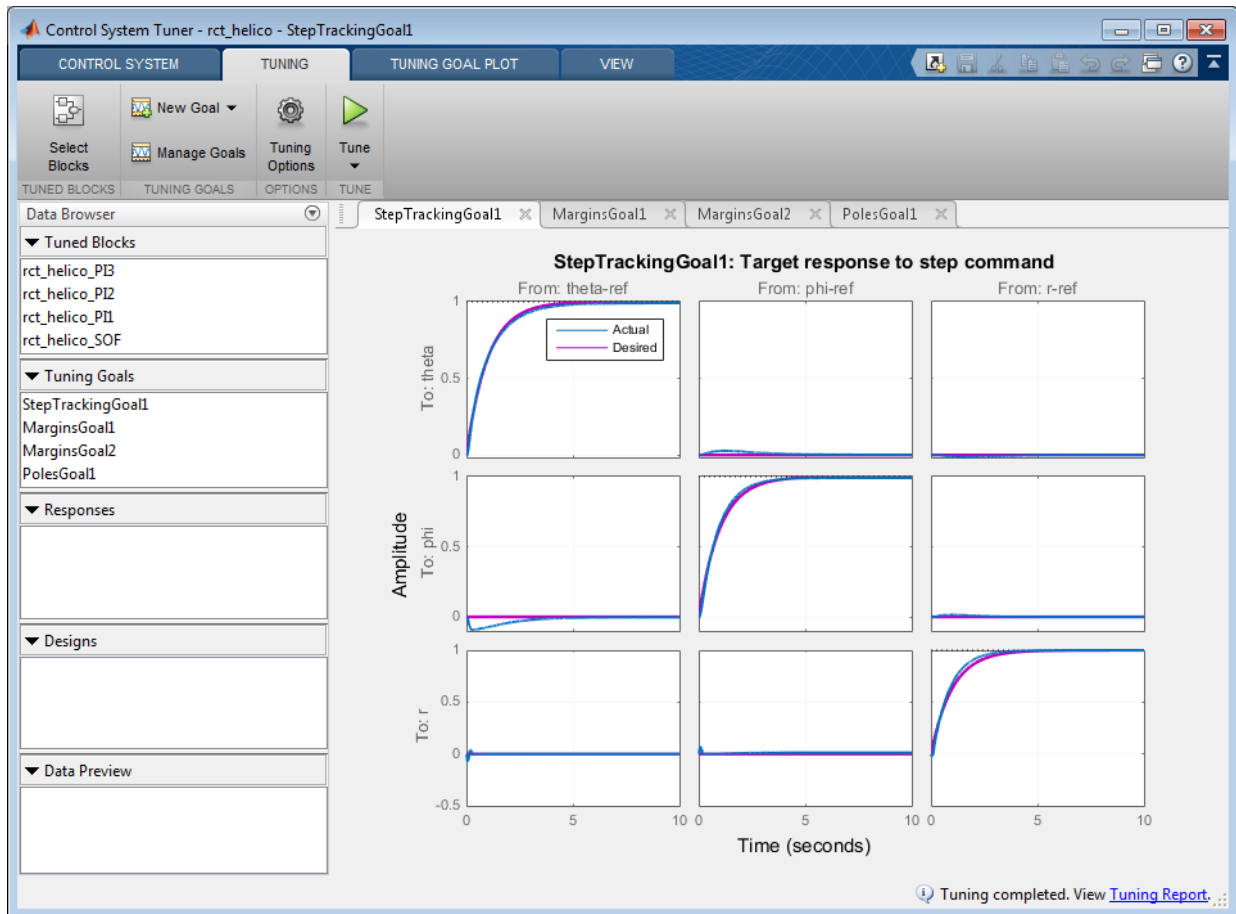 Control System Tuner - rct_helico - StepTrackingGoal1
CONTROL SYSTEM TUNING TUNING GOAL PLOT VIEW
Select Blocks
New Goal
Manage Goals
Tuning Options
Tune
TUNED BLOCKS TUNING GOALS OPTIONS TUNE
Data Browser
StepTrackingGoal1 MarginsGoal1 MarginsGoal2 PolesGoal1
Tuned Blocks
rct_helico_PI3
rct_helico_PI2
rct_helico_PI1
rct_helico_SOF
Tuning Goals
StepTrackingGoal1
MarginsGoal1
MarginsGoal2
PolesGoal1
Responses
Designs
Data Preview
StepTrackingGoal1: Target response to step command
From: theta-ref From: phi-ref From: r-ref
Actual
Desired
To: theta
1
0.5
0
Amplitude
To: phi
1
0.5
0
To: r
1
0.5
0
-0.5
0 5 10 0 5 10 0 5 10
Time (seconds)
Tuning completed. View Tuning Report.